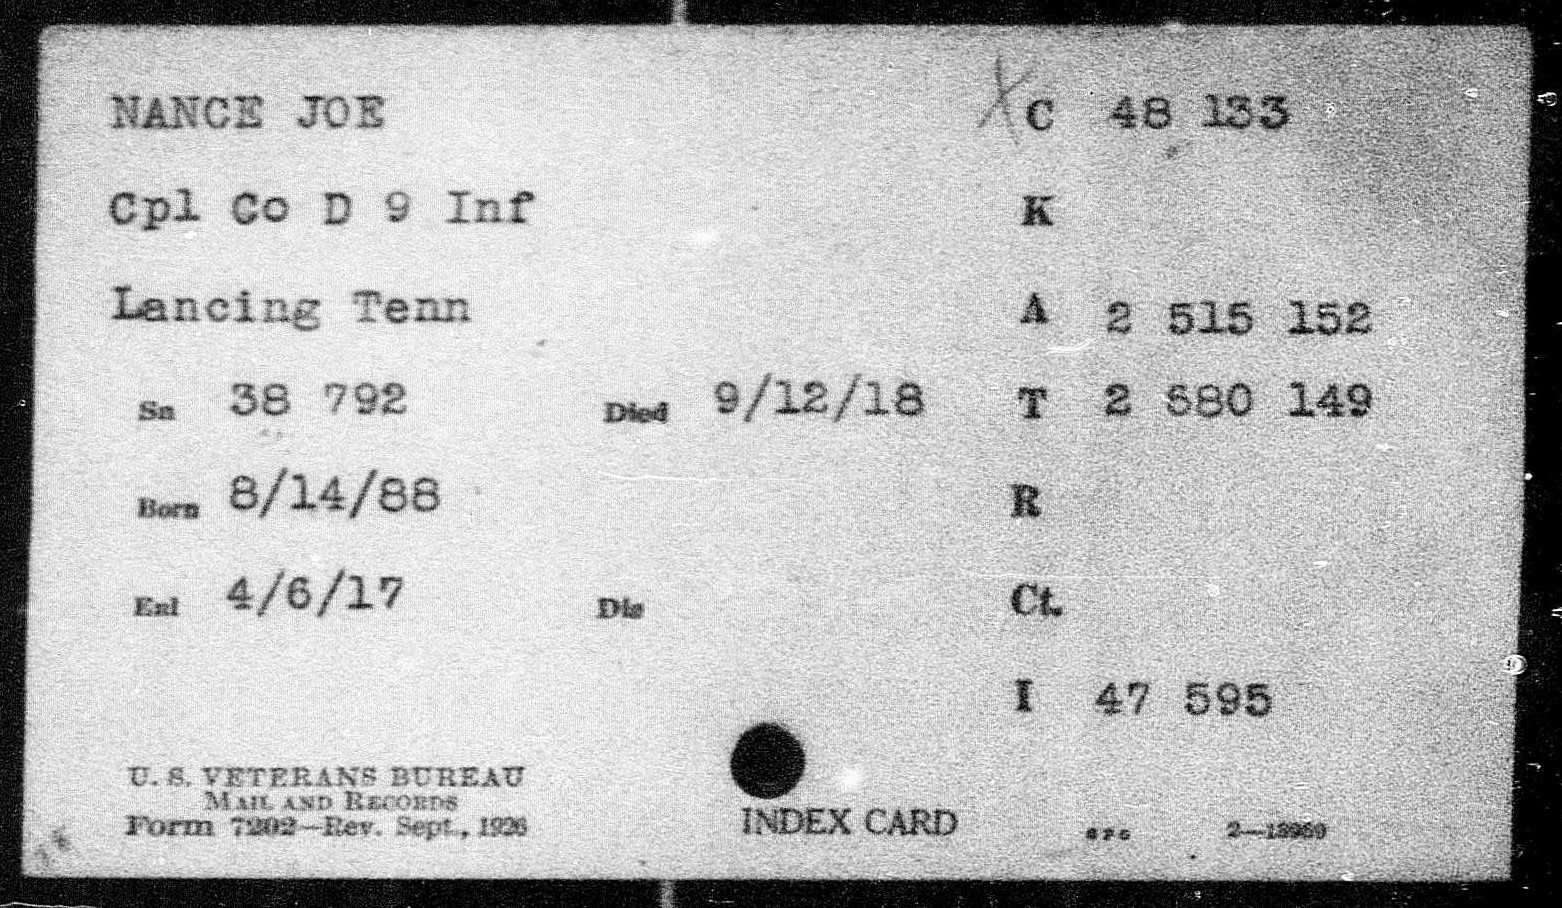 NANCE JOE
X C 48 133
Cpl Co D 9 Inf
K
Lancing Tenn
A 2 515 152
Sn 38 792 Died 9/12/18
T 2 680 149
Born 8/14/88
R
Enl 4/6/17 Dis
Ct.
I 47 595
U. S. VETERANS BUREAU
MAIL AND RECORDS
Form 7202—Rev. Sept., 1926
INDEX CARD